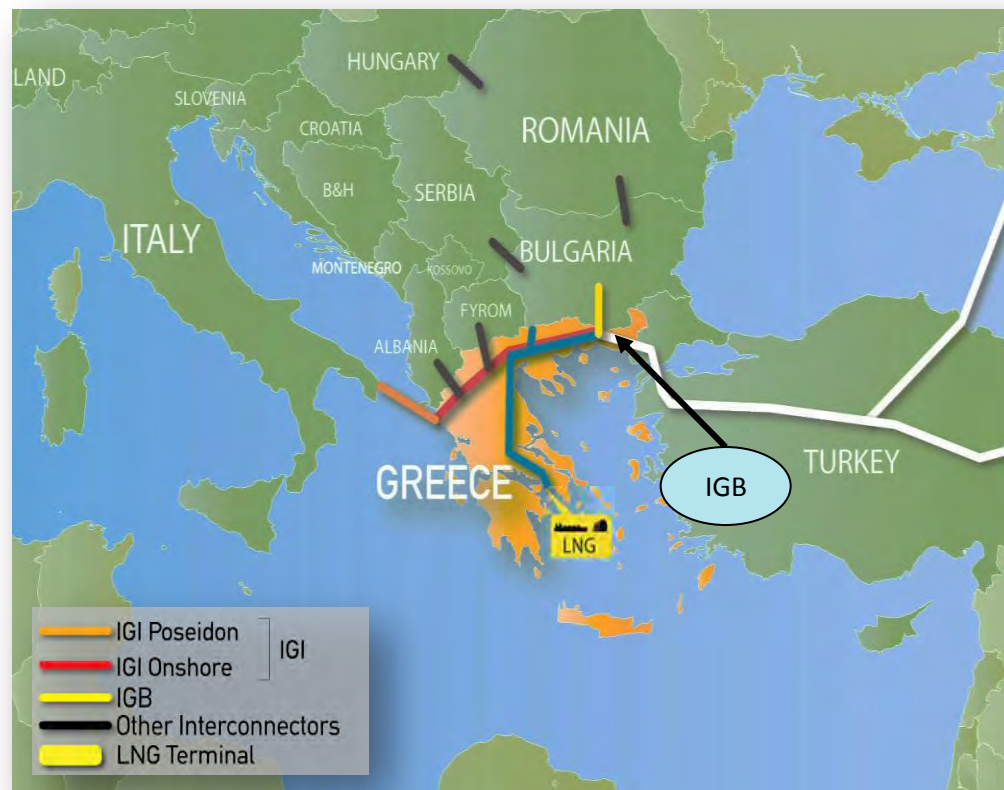 LAND
HUNGARY
SLOVENIA
ROMANIA
CROATIA
B&H
SERBIA
ITALY
BULGARIA
MONTENEGRO
KOSSOVO
FYROM
ALBANIA
TURKEY
GREECE
IGB
LNG
IGI Poseidon
IGI
IGI Onshore
IGB
Other Interconnectors
LNG Terminal